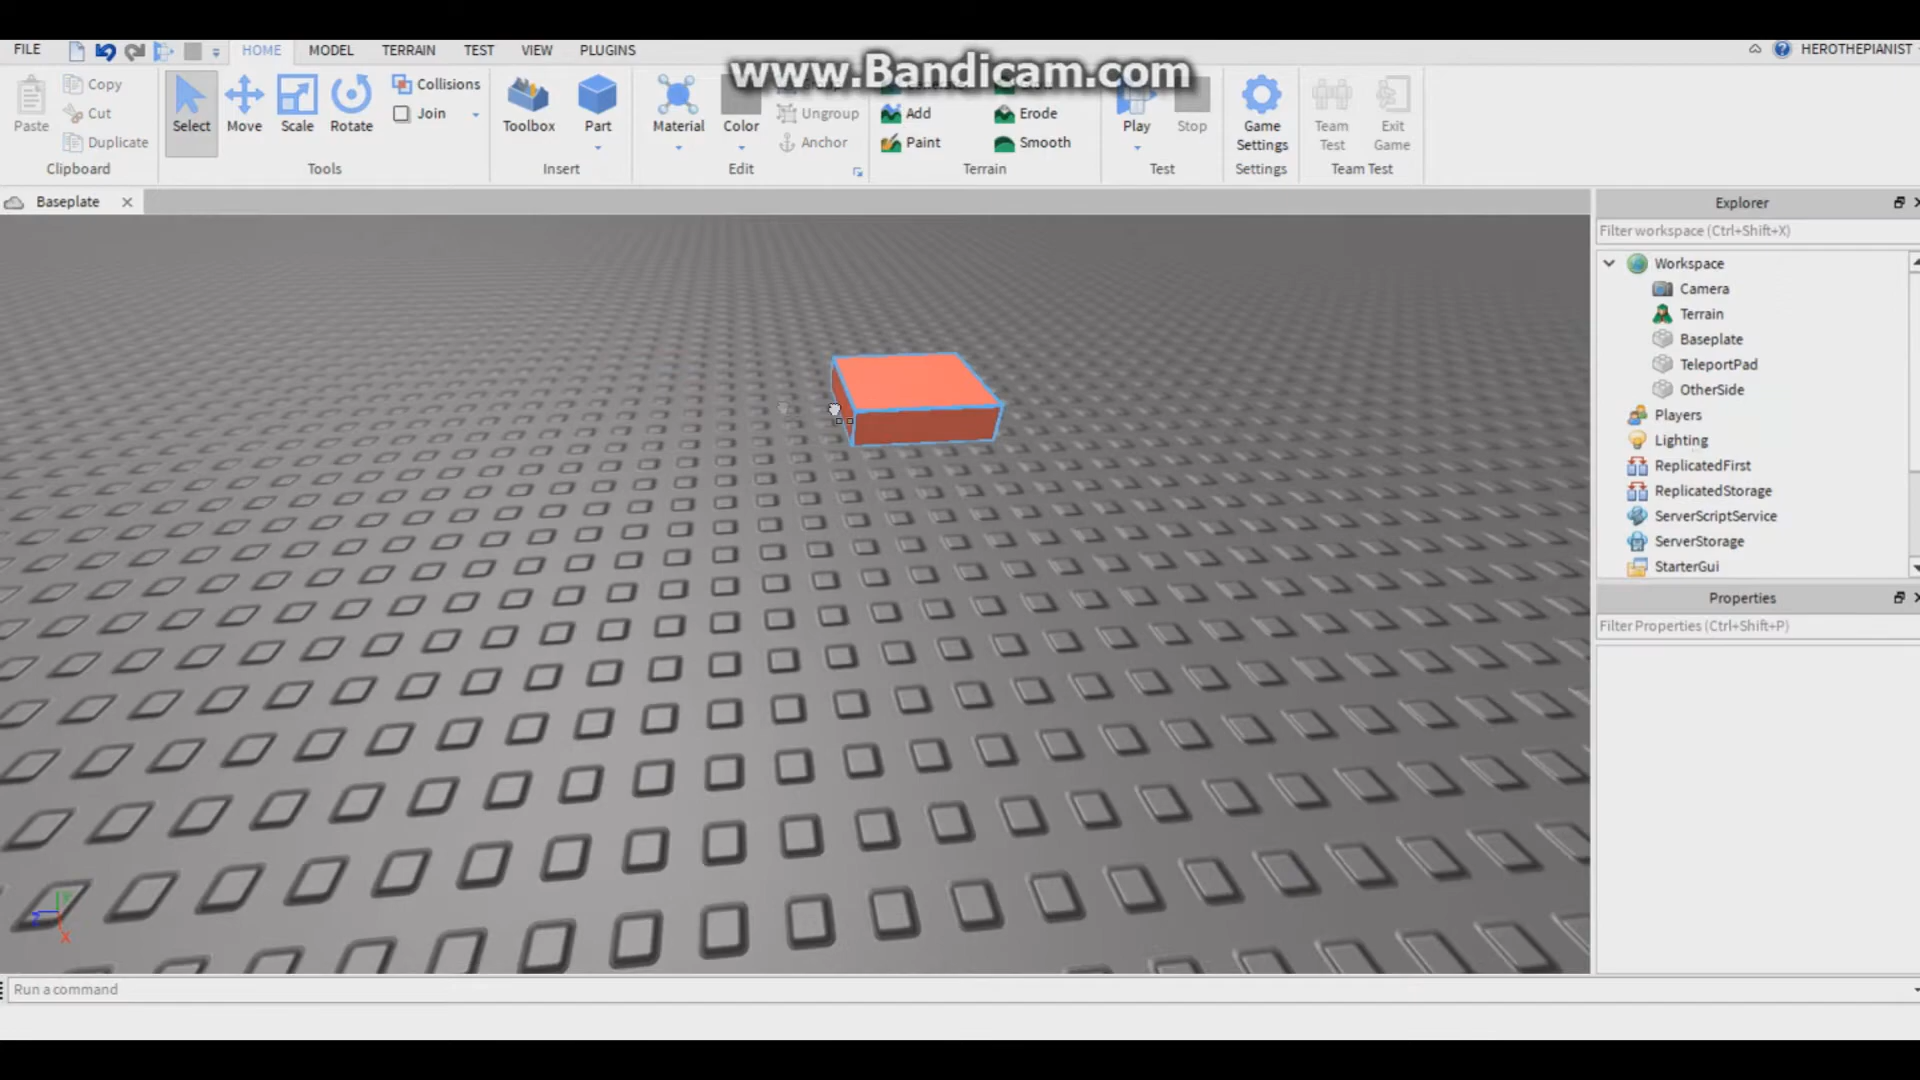 FILE HOME MODEL TERRAIN TEST VIEW PLUGINS HEROTHEPIANIST
www.Bandicam.com
Copy Collisions
Cut Join Ungroup Add Erode
Paste Duplicate Select Move Scale Rotate Toolbox Part Material Color Anchor Paint Smooth Play Stop Game Settings Team Test Exit Game
Clipboard Tools Insert Edit Terrain Test Settings Team Test
Baseplate
Explorer
Filter workspace (Ctrl+Shift+X)
Workspace
Camera
Terrain
Baseplate
TeleportPad
OtherSide
Players
Lighting
ReplicatedFirst
ReplicatedStorage
ServerScriptService
ServerStorage
StarterGui
Properties
Filter Properties (Ctrl+Shift+P)
Z Y X
Run a command